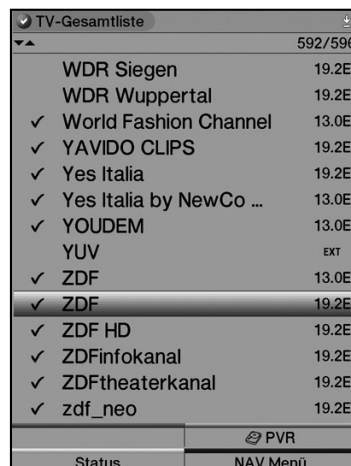 TV-Gesamtliste
592/596
WDR Siegen 19.2E
WDR Wuppertal 19.2E
World Fashion Channel 13.0E
YAVIDO CLIPS 19.2E
Yes Italia 19.2E
Yes Italia by NewCo ... 13.0E
YOUDEM 13.0E
YUV EXT
ZDF 13.0E
ZDF 19.2E
ZDF HD 19.2E
ZDFinfokanal 19.2E
ZDFtheaterkanal 19.2E
zdf_neo 19.2E
PVR
Status NAV Menü